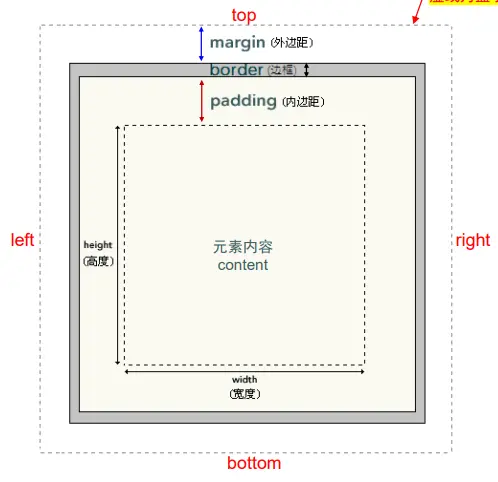 top
margin (外边距)
border (边框)
padding (内边距)
left
height
(高度)
元素内容
content
right
width
(宽度)
bottom